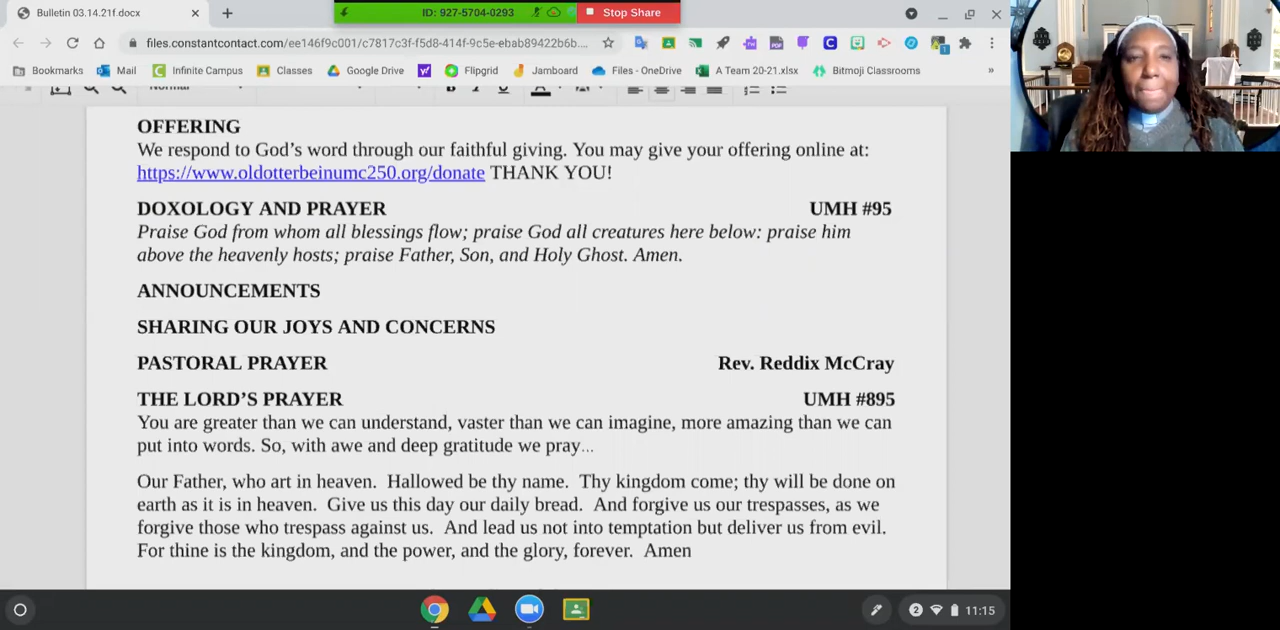 Bulletin 03.14.21f.docx
ID: 927-5704-0293
Stop Share
files.constantcontact.com/ee146f9c001/c7817c3f-f5d8-414f-9c5e-ebab89422b6b....
Bookmarks Mail Infinite Campus Classes Google Drive Flipgrid Jamboard Files - OneDrive A Team 20-21.xlsx Bitmoji Classrooms »
OFFERING
We respond to God's word through our faithful giving. You may give your offering online at:
https://www.oldotterbeinumc250.org/donate THANK YOU!
DOXOLOGY AND PRAYER UMH #95
Praise God from whom all blessings flow; praise God all creatures here below: praise him
above the heavenly hosts; praise Father, Son, and Holy Ghost. Amen.
ANNOUNCEMENTS
SHARING OUR JOYS AND CONCERNS
PASTORAL PRAYER Rev. Reddix McCray
THE LORD'S PRAYER UMH #895
You are greater than we can understand, vaster than we can imagine, more amazing than we can
put into words. So, with awe and deep gratitude we pray...
Our Father, who art in heaven. Hallowed be thy name. Thy kingdom come; thy will be done on
earth as it is in heaven. Give us this day our daily bread. And forgive us our trespasses, as we
forgive those who trespass against us. And lead us not into temptation but deliver us from evil.
For thine is the kingdom, and the power, and the glory, forever. Amen
2 11:15